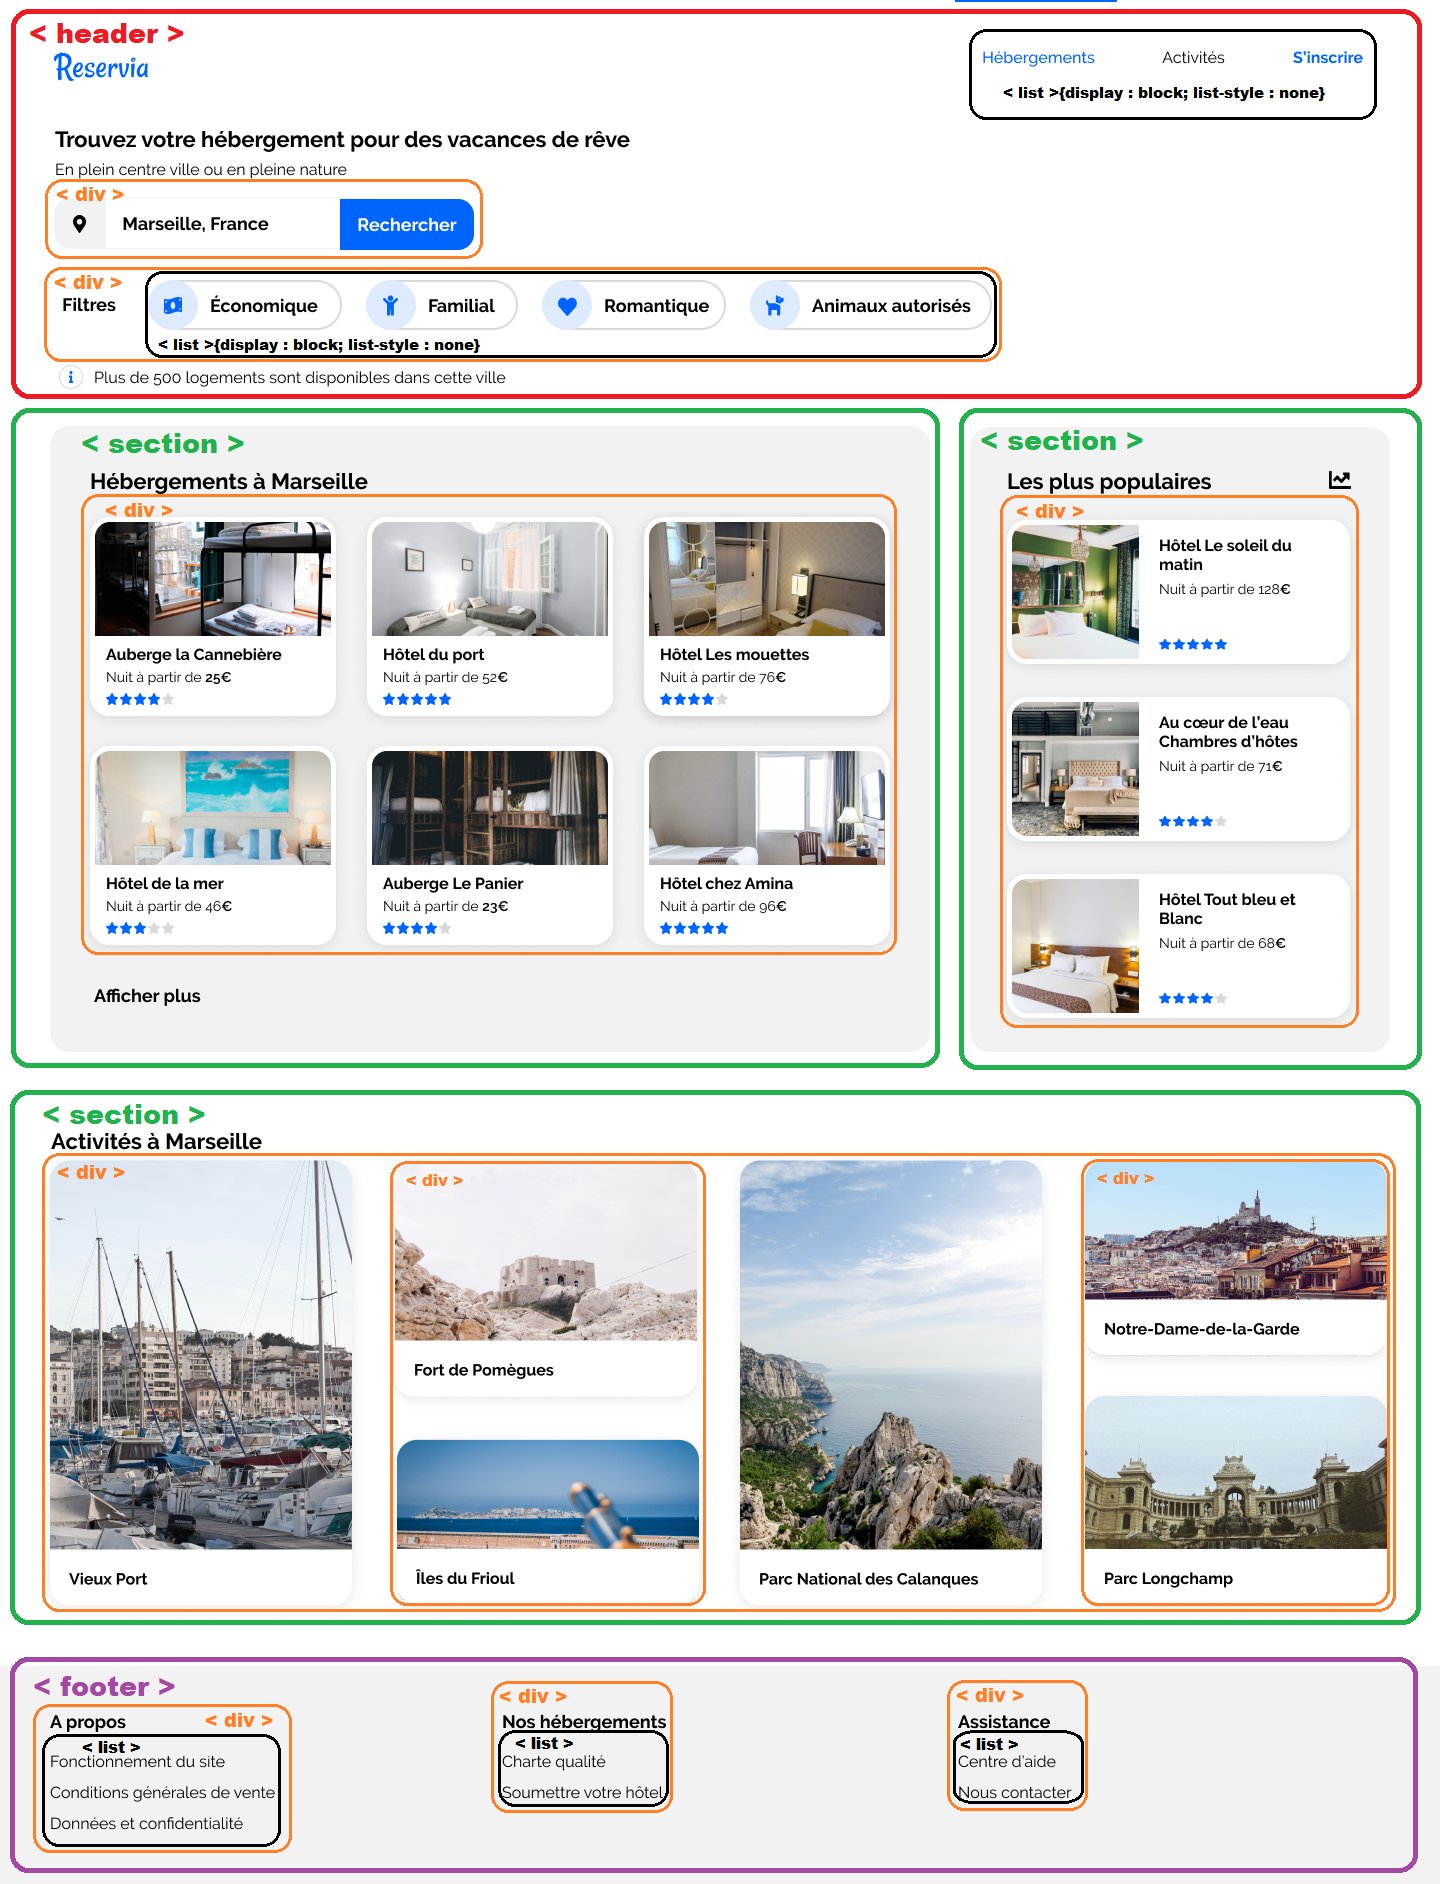 < header >
Reservia
Hébergements
Activités
S'inscrire
< list >{display : block; list-style : none}
Trouvez votre hébergement pour des vacances de rêve
En plein centre ville ou en pleine nature
< div >
Marseille, France
Rechercher
< div >
Filtres
Économique
Familial
Romantique
Animaux autorisés
< list >{display : block; list-style : none}
Plus de 500 logements sont disponibles dans cette ville
< section >
Hébergements à Marseille
< div >
Auberge la Cannebière
Nuit à partir de 25€
Hôtel du port
Nuit à partir de 52€
Hôtel Les mouettes
Nuit à partir de 76€
Hôtel de la mer
Nuit à partir de 46€
Auberge Le Panier
Nuit à partir de 23€
Hôtel chez Amina
Nuit à partir de 96€
Afficher plus
< section >
Les plus populaires
< div >
Hôtel Le soleil du
matin
Nuit à partir de 128€
Au cœur de l'eau
Chambres d'hôtes
Nuit à partir de 71€
Hôtel Tout bleu et
Blanc
Nuit à partir de 68€
< section >
Activités à Marseille
< div >
Vieux Port
< div >
Fort de Pomègues
Îles du Frioul
Parc National des Calanques
< div >
Notre-Dame-de-la-Garde
Parc Longchamp
< footer >
A propos
< div >
< list >
Fonctionnement du site
Conditions générales de vente
Données et confidentialité
< div >
Nos hébergements
< list >
Charte qualité
Soumettre votre hôtel
< div >
Assistance
< list >
Centre d'aide
Nous contacter